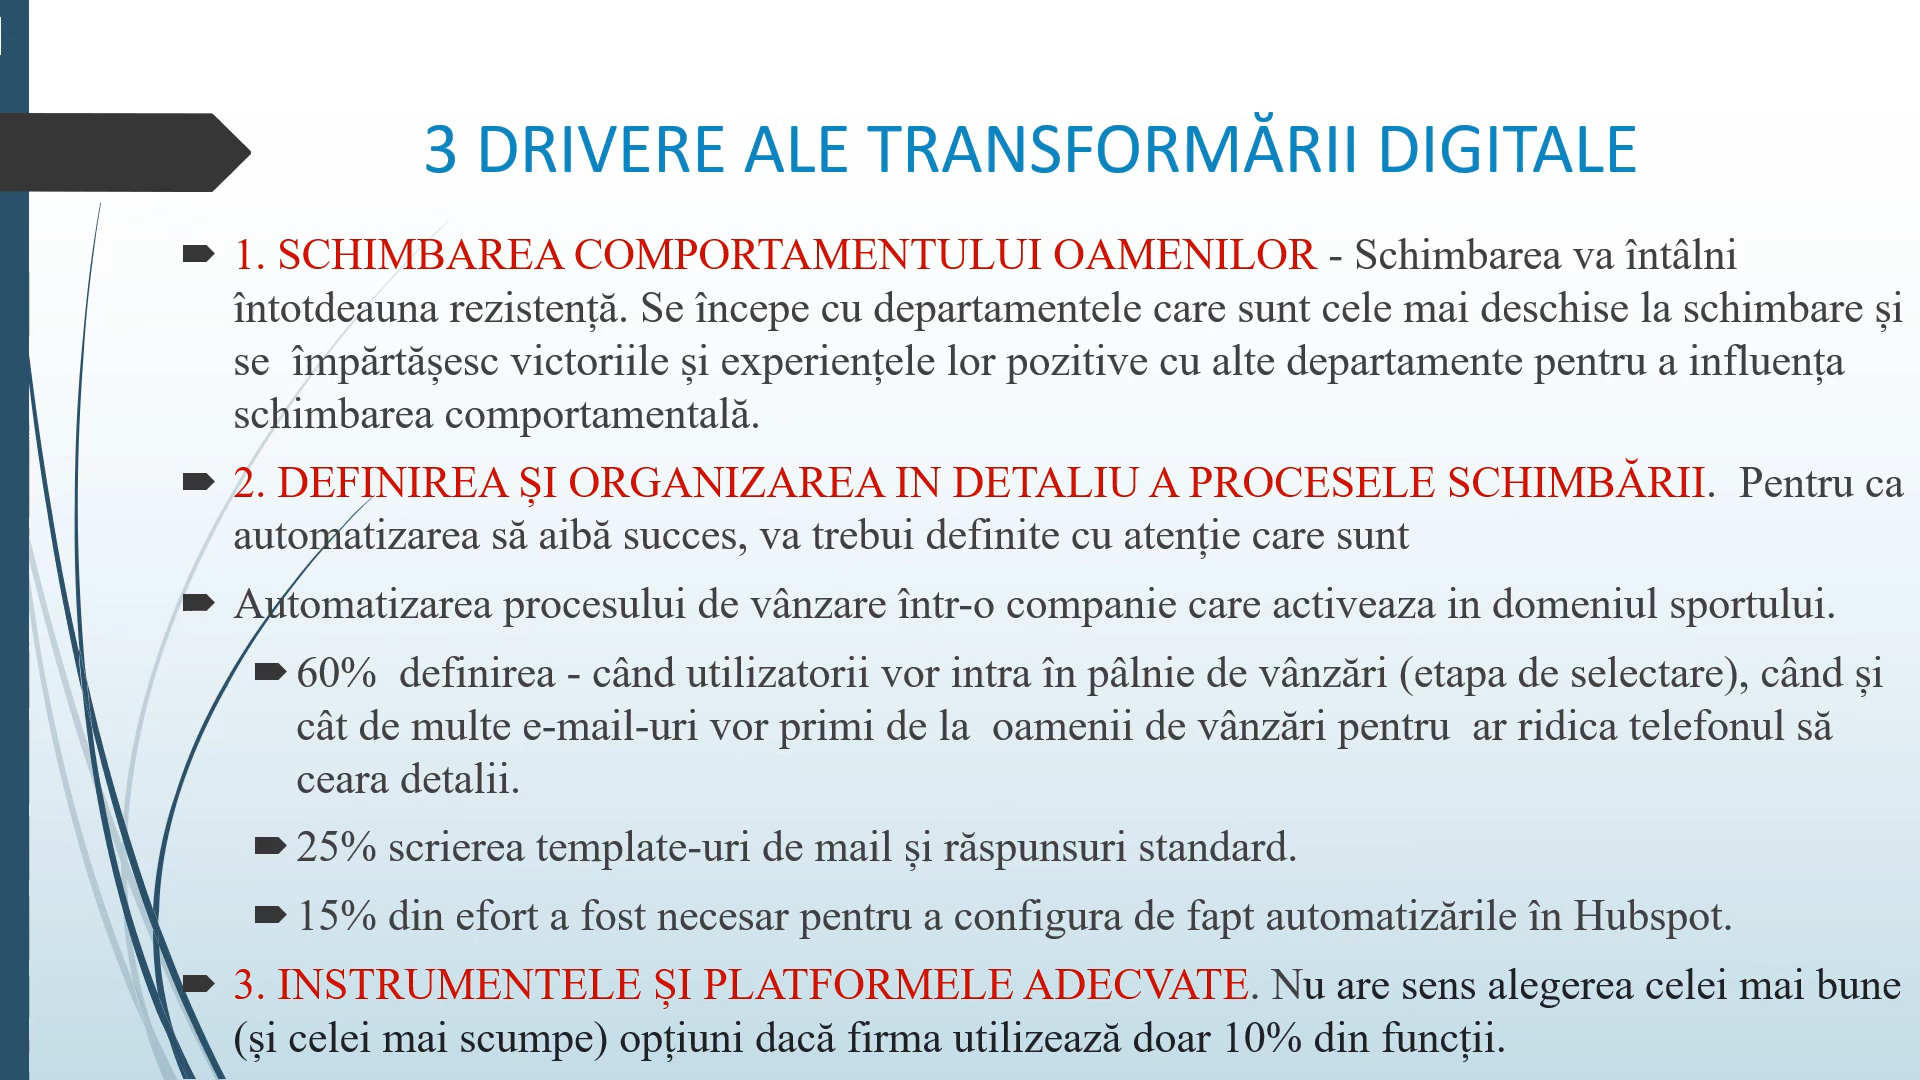 3 DRIVERE ALE TRANSFORMĂRII DIGITALE
1. SCHIMBAREA COMPORTAMENTULUI OAMENILOR - Schimbarea va întâlni
întotdeauna rezistență. Se începe cu departamentele care sunt cele mai deschise la schimbare și
se  împărtășesc victoriile și experiențele lor pozitive cu alte departamente pentru a influența
schimbarea comportamentală.
2. DEFINIREA ȘI ORGANIZAREA IN DETALIU A PROCESELE SCHIMBĂRII.  Pentru ca
automatizarea să aibă succes, va trebui definite cu atenție care sunt
Automatizarea procesului de vânzare într-o companie care activeaza in domeniul sportului.
60%  definirea - când utilizatorii vor intra în pâlnie de vânzări (etapa de selectare), când și
cât de multe e-mail-uri vor primi de la  oamenii de vânzări pentru  ar ridica telefonul să
ceara detalii.
25% scrierea template-uri de mail și răspunsuri standard.
15% din efort a fost necesar pentru a configura de fapt automatizările în Hubspot.
3. INSTRUMENTELE ȘI PLATFORMELE ADECVATE. Nu are sens alegerea celei mai bune
(și celei mai scumpe) opțiuni dacă firma utilizează doar 10% din funcții.